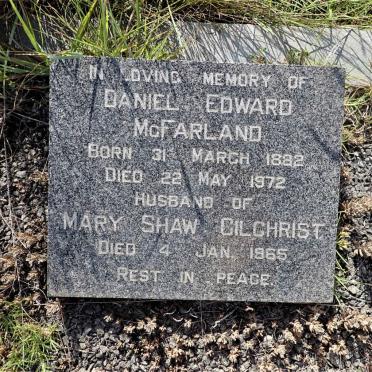 IN LOVING MEMORY OF
DANIEL EDWARD
MCFARLAND
BORN 31 MARCH 1882
DIED 22 MAY 1972
HUSBAND OF
MARY SHAW GILCHRIST
DIED 4 JAN. 1965
REST IN PEACE.